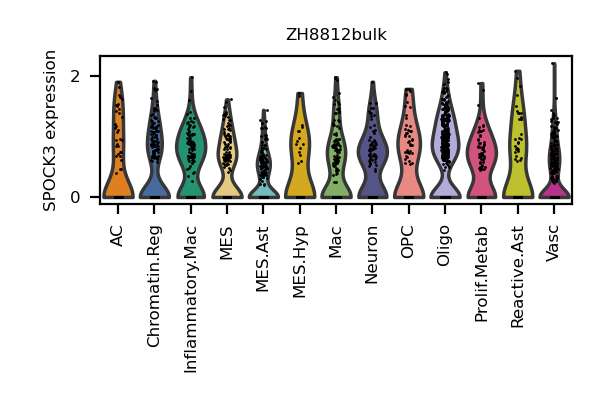 ZH8812bulk
SPOCK3 expression
2
0
AC
Chromatin.Reg
Inflammatory.Mac
MES
MES.Ast
MES.Hyp
Mac
Neuron
OPC
Oligo
Prolif.Metab
Reactive.Ast
Vasc